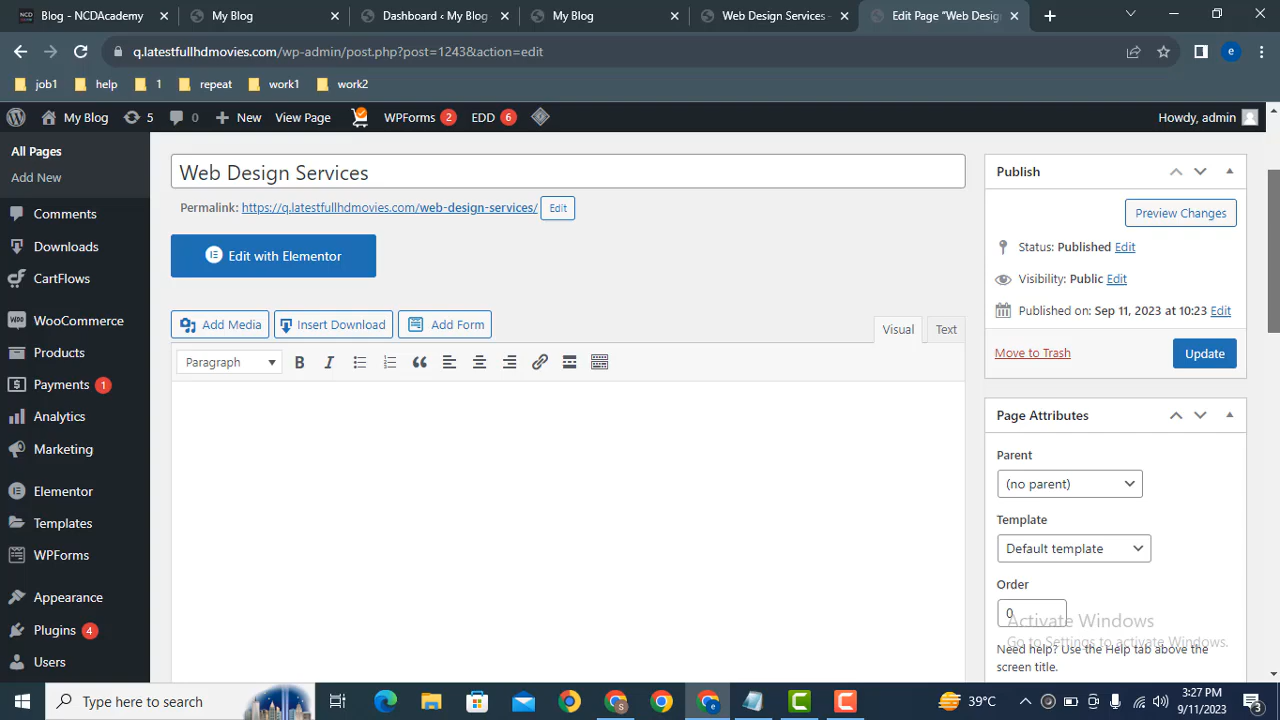 Blog - NCDAcademy
My Blog
Dashboard ‹ My Blog
My Blog
Web Design Services -
Edit Page "Web Desig
q.latestfullhdmovies.com/wp-admin/post.php?post=1243&action=edit
e
job1
help
1
repeat
work1
work2
My Blog
5
0
New
View Page
WPForms 2
EDD 6
Howdy, admin
All Pages
Add New
Comments
Downloads
CartFlows
WooCommerce
Products
Payments 1
Analytics
Marketing
Elementor
Templates
WPForms
Appearance
Plugins 4
Users
Web Design Services
Permalink: https://q.latestfullhdmovies.com/web-design-services/ Edit
Edit with Elementor
Add Media
Insert Download
Add Form
Visual
Text
Paragraph
B
I
Publish
Preview Changes
Status: Published Edit
Visibility: Public Edit
Published on: Sep 11, 2023 at 10:23 Edit
Move to Trash
Update
Page Attributes
Parent
(no parent)
Template
Default template
Order
0
Activate Windows
Go to Settings to activate Windows.
Need help? Use the Help tab above the
screen title.
Type here to search
39°C
3:27 PM
9/11/2023
3